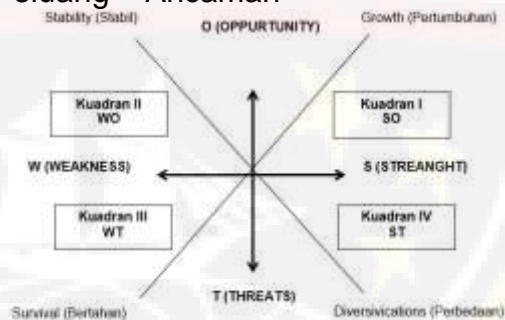 Ancaman
Stability (Stabil)
O (OPPURTUNITY)
Growth (Pertumbuhan)
Kuadran II
WO
Kuadran I
SO
W (WEAKNESS)
S (STREANGHT)
Kuadran III
WT
Kuadran IV
ST
T (THREATS)
Survival (Bertahan)
Diversivications (Perbedaan)